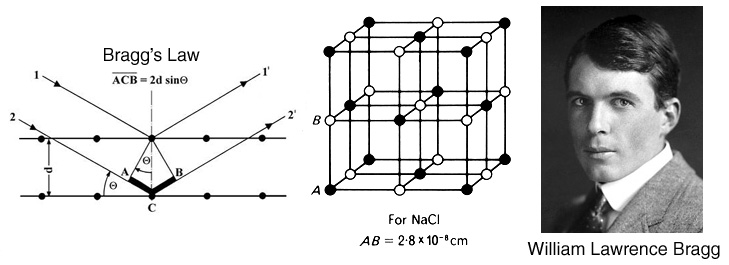 Bragg's Law
ACB = 2d sinΘ
1
1'
2
2'
A
Θ
B
d
Θ
C
B
A
For NaCl
AB = 2·8 x 10⁻⁸ cm
William Lawrence Bragg